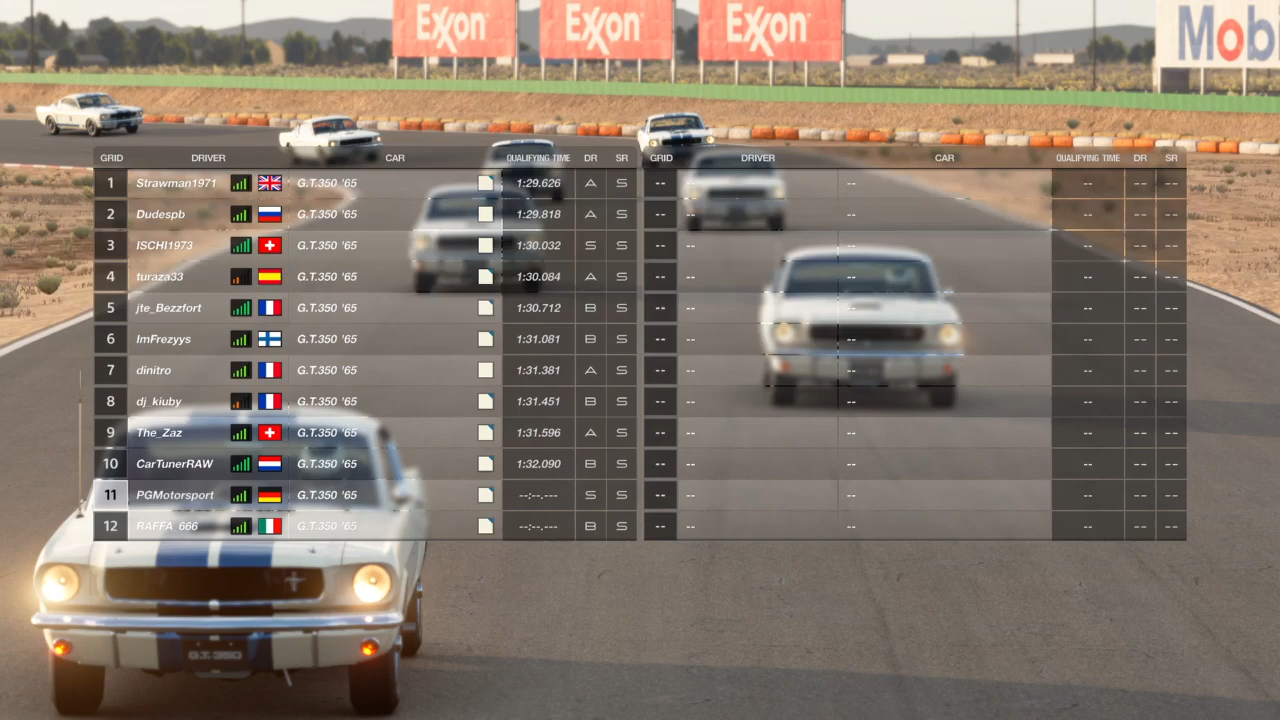 Exxon Exxon Exxon Mob
GRID DRIVER CAR QUALIFYING TIME DR SR GRID DRIVER CAR QUALIFYING TIME DR SR
1 Strawman1971 G.T.350 '65 1:29.626 A S -- -- -- -- -- --
2 Dudespb G.T.350 '65 1:29.818 A S -- -- -- -- -- --
3 ISCHI1973 G.T.350 '65 1:30.032 S S -- -- -- -- -- --
4 turaza33 G.T.350 '65 1:30.084 A S -- -- -- -- -- --
5 jte_Bezzfort G.T.350 '65 1:30.712 B S -- -- -- -- -- --
6 ImFrezyys G.T.350 '65 1:31.081 B S -- -- -- -- -- --
7 dinitro G.T.350 '65 1:31.381 A S -- -- -- -- -- --
8 dj_kiuby G.T.350 '65 1:31.451 B S -- -- -- -- -- --
9 The_Zaz G.T.350 '65 1:31.596 A S -- -- -- -- -- --
10 CarTunerRAW G.T.350 '65 1:32.090 B S -- -- -- -- -- --
11 PGMotorsport G.T.350 '65 --:--.--- S S -- -- -- -- -- --
12 RAFFA_666 G.T.350 '65 --:--.--- B S -- -- -- -- -- --
G.T.350